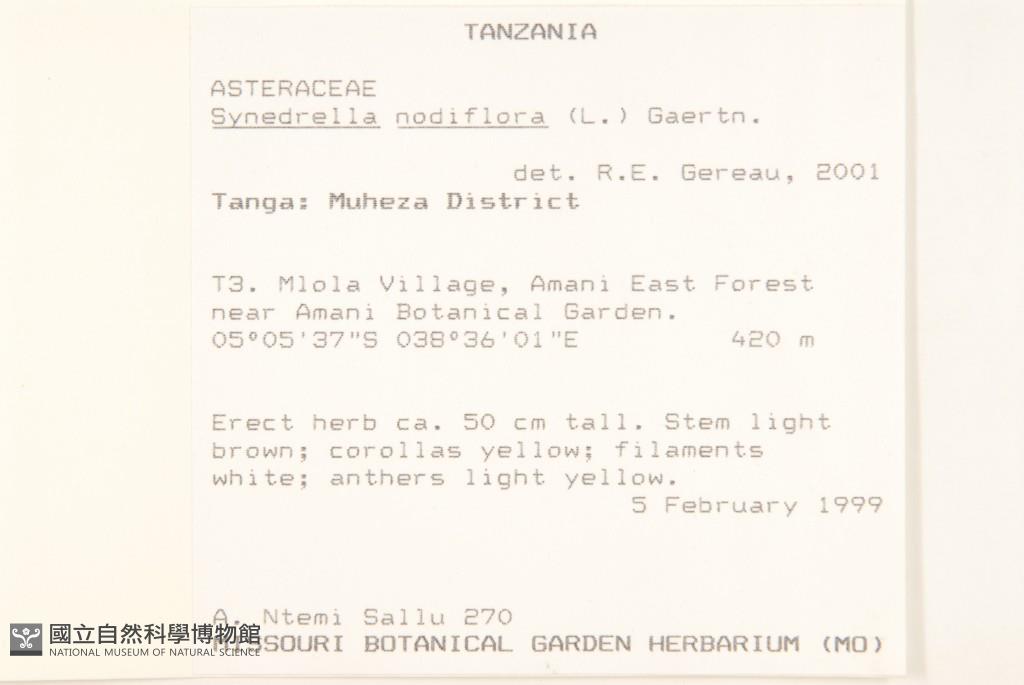 TANZANIA
ASTERACEAE
Synedrella nodiflora (L.) Gaertn.
det. R.E. Gereau, 2001
Tanga: Muheza District
T3. Mlola Village, Amani East Forest
near Amani Botanical Garden.
05°05'37"S 038°36'01"E 420 m
Erect herb ca. 50 cm tall. Stem light
brown; corollas yellow; filaments
white; anthers light yellow.
5 February 1999
A. Ntemi Sallu 270
MISSOURI BOTANICAL GARDEN HERBARIUM (MO)
國立自然科學博物館
NATIONAL MUSEUM OF NATURAL SCIENCE